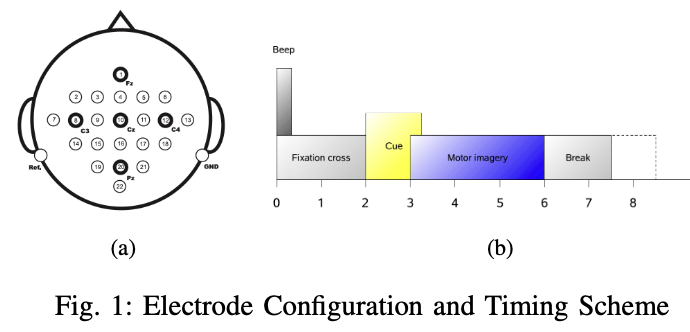 Beep
1
Fz
2 3 4 5 6
7 8 9 10 11 12 13
C3 Cz C4
14 15 16 17 18
Ref. GND
19 20 21
Pz
22
Fixation cross Cue Motor imagery Break
0 1 2 3 4 5 6 7 8
(a) (b)
Fig. 1: Electrode Configuration and Timing Scheme